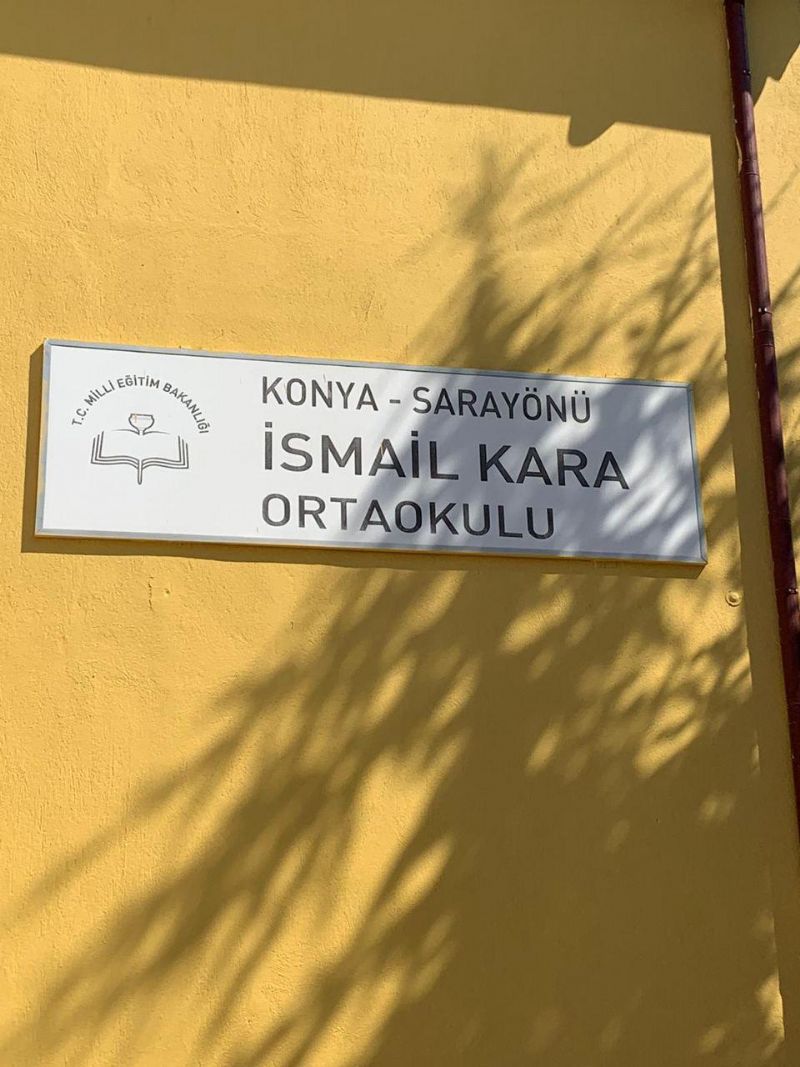 T.C. MİLLİ EĞİTİM BAKANLIĞI
KONYA - SARAYÖNÜ
İSMAİL KARA
ORTAOKULU